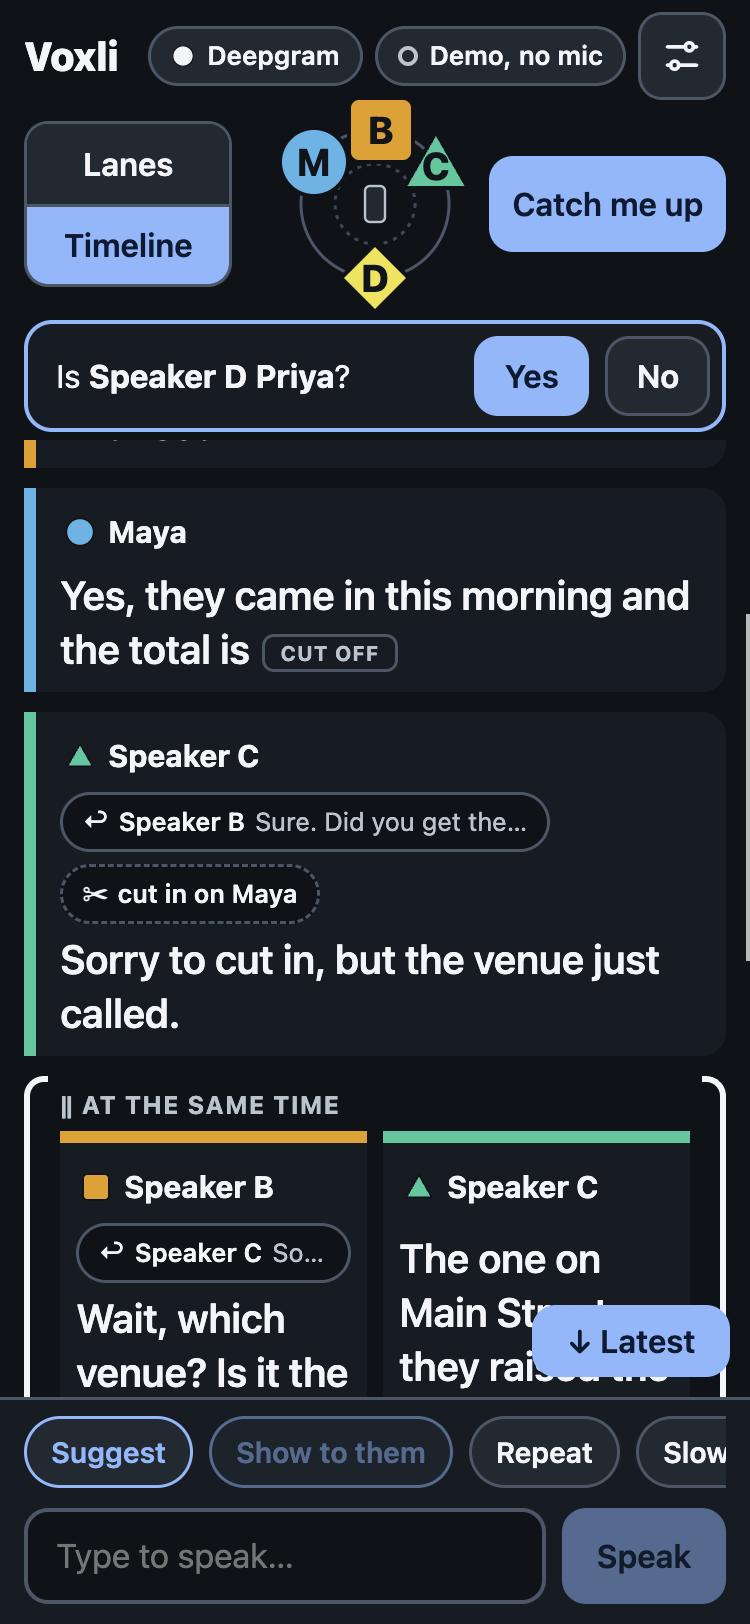 Voxli
Deepgram
Demo, no mic
Lanes
Timeline
M
B
C
D
Catch me up
Is Speaker D Priya?
Yes
No
Maya
Yes, they came in this morning and
the total is CUT OFF
Speaker C
Speaker B Sure. Did you get the...
cut in on Maya
Sorry to cut in, but the venue just
called.
AT THE SAME TIME
Speaker B
Speaker C So...
Wait, which
venue? Is it the
Speaker C
The one on
Main
they
↓ Latest
Suggest
Show to them
Repeat
Slow
Type to speak...
Speak